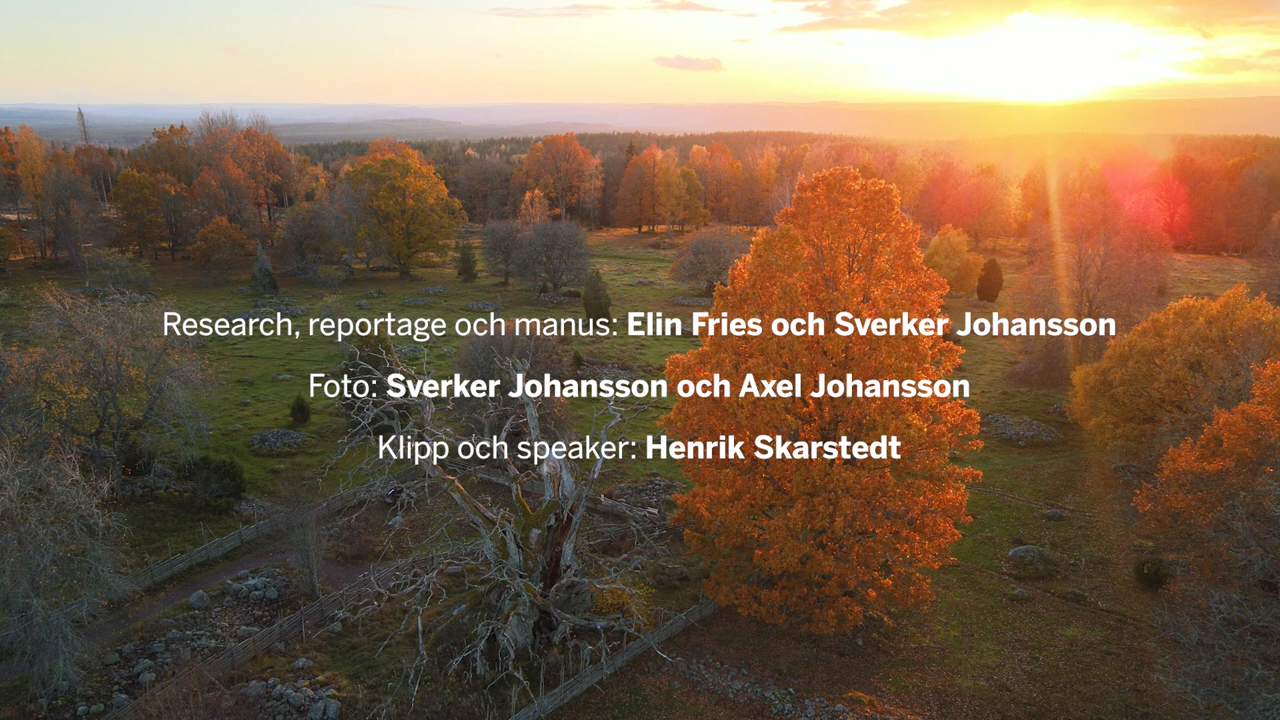 Research, reportage och manus: Elin Fries och Sverker Johansson
Foto: Sverker Johansson och Axel Johansson
Klipp och speaker: Henrik Skarstedt